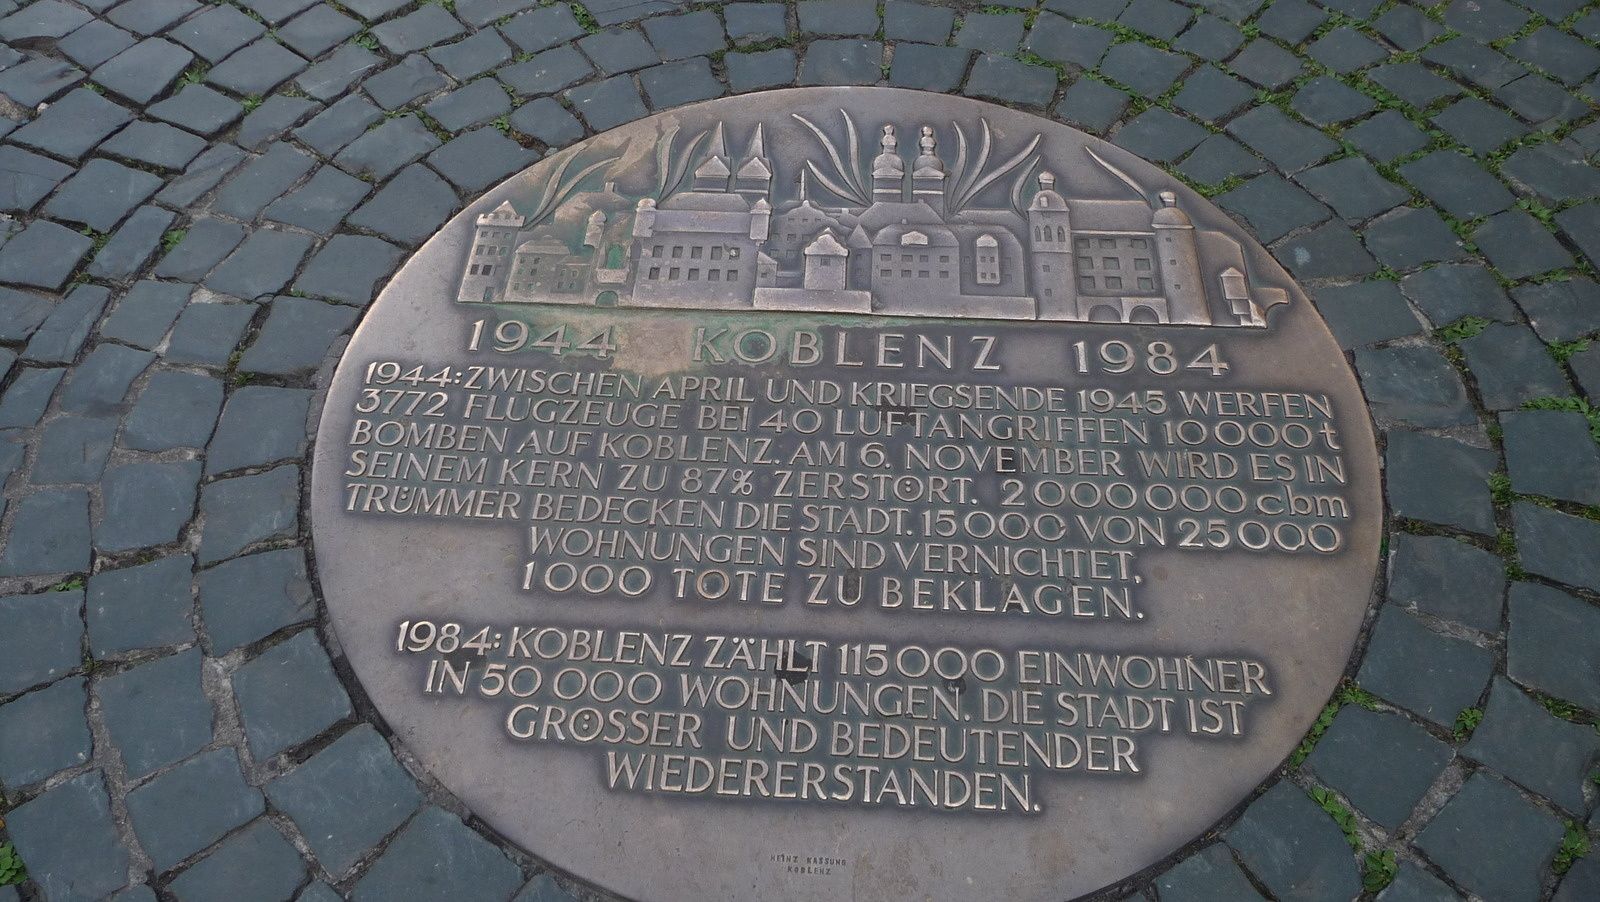 1944 KOBLENZ 1984
1944: ZWISCHEN APRIL UND KRIEGSENDE 1945 WERFEN
3772 FLUGZEUGE BEI 40 LUFTANGRIFFEN 10000t
BOMBEN AUF KOBLENZ. AM 6. NOVEMBER WIRD ES IN
SEINEM KERN ZU 87% ZERSTÖRT. 2000000 cbm
TRÜMMER BEDECKEN DIE STADT. 15000 VON 25000
WOHNUNGEN SIND VERNICHTET.
1000 TOTE ZU BEKLAGEN.
1984: KOBLENZ ZÄHLT 115000 EINWOHNER
IN 50000 WOHNUNGEN. DIE STADT IST
GRÖSSER UND BEDEUTENDER
WIEDERERSTANDEN.
HEINZ KASSUNG
KOBLENZ